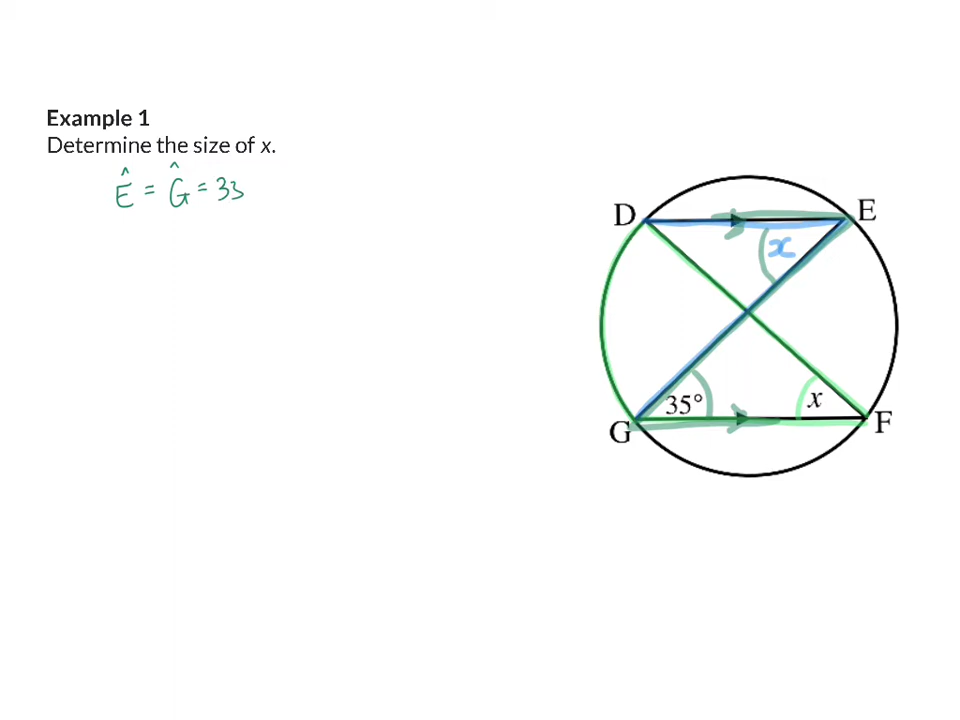 Example 1
Determine the size of x.
Ê = Ĝ = 33
D
E
x
35°
x
G
F